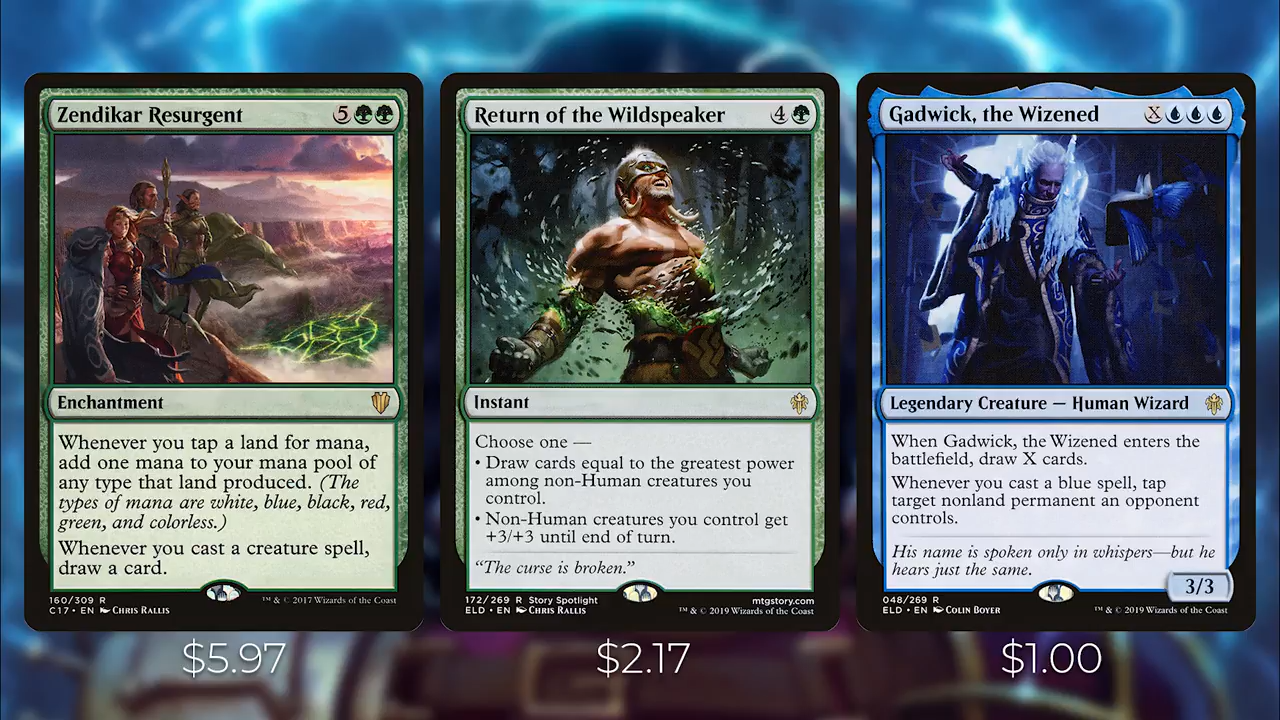 Zendikar Resurgent 5
Enchantment
Whenever you tap a land for mana,
add one mana to your mana pool of
any type that land produced. (The
types of mana are white, blue, black, red,
green, and colorless.)
Whenever you cast a creature spell,
draw a card.
160/309 R
C17 • EN Chris Rallis
™ & © 2017 Wizards of the Coast
$5.97
Return of the Wildspeaker 4
Instant
Choose one —
• Draw cards equal to the greatest power
among non-Human creatures you
control.
• Non-Human creatures you control get
+3/+3 until end of turn.
“The curse is broken.”
172/269 R Story Spotlight
ELD • EN Chris Rallis
mtgstory.com
™ & © 2019 Wizards of the Coast
$2.17
Gadwick, the Wizened X
Legendary Creature — Human Wizard
When Gadwick, the Wizened enters the
battlefield, draw X cards.
Whenever you cast a blue spell, tap
target nonland permanent an opponent
controls.
His name is spoken only in whispers—but he
hears just the same.
3/3
048/269 R
ELD • EN Colin Boyer
™ & © 2019 Wizards of the Coast
$1.00